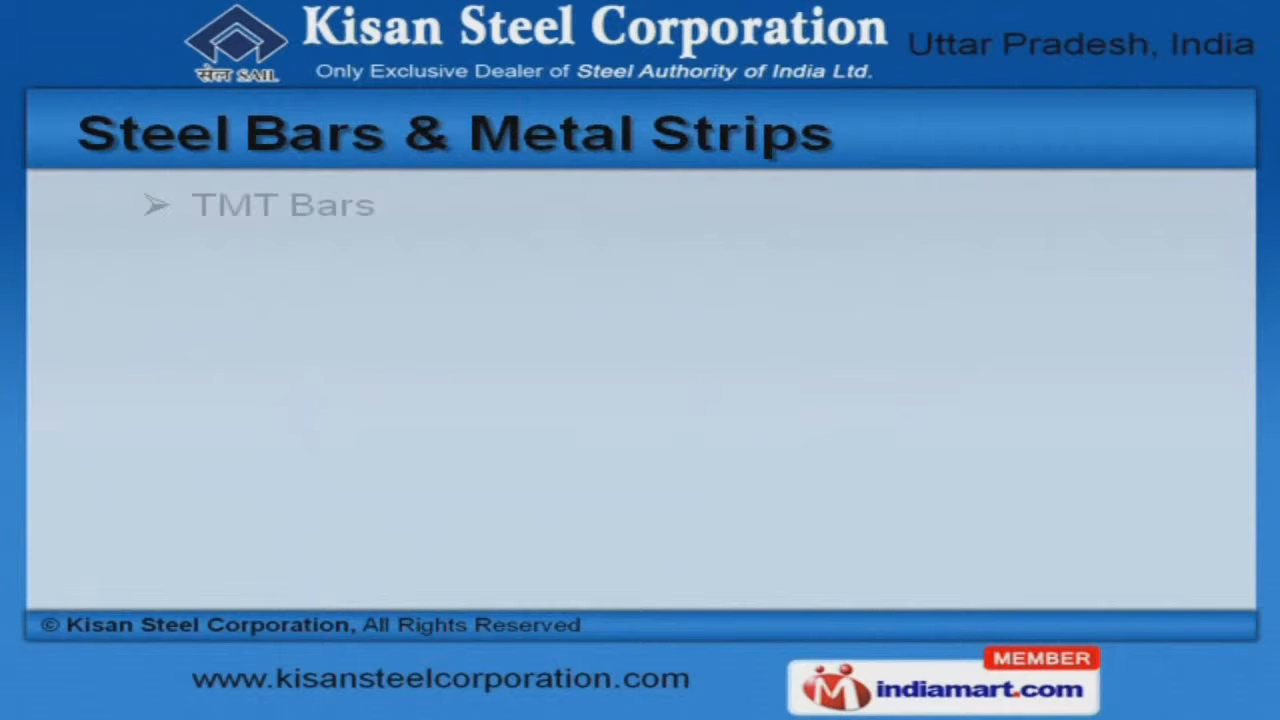 Kisan Steel Corporation
सेल SAIL
Only Exclusive Dealer of Steel Authority of India Ltd.
Uttar Pradesh, India
Steel Bars & Metal Strips
➢ TMT Bars
© Kisan Steel Corporation, All Rights Reserved
www.kisansteelcorporation.com
MEMBER
indiamart.com